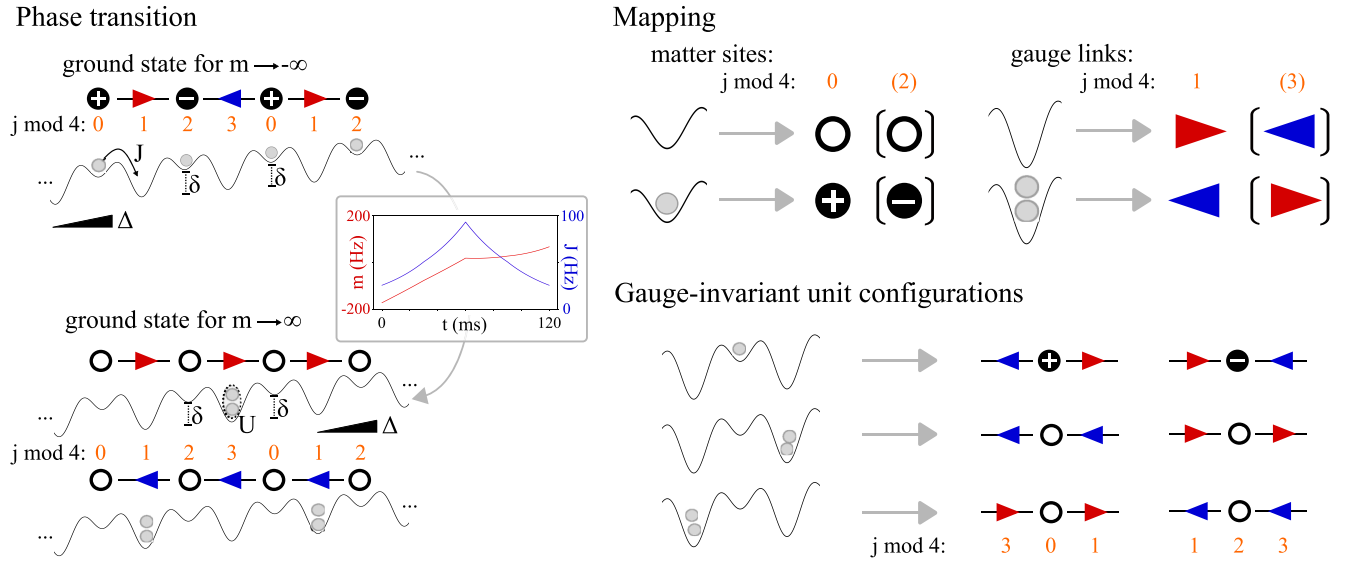 Phase transition
ground state for m → -∞
+ − + −
j mod 4: 0 1 2 3 0 1 2
J
...
...
δ
δ
Δ
200
100
m (Hz)
J (Hz)
-200
0
0
t (ms)
120
ground state for m → ∞
...
...
δ
U
δ
Δ
j mod 4: 0 1 2 3 0 1 2
...
...
Mapping
matter sites:
j mod 4: 0 (2)
+ −
gauge links:
j mod 4: 1 (3)
Gauge-invariant unit configurations
+ −
j mod 4: 3 0 1 1 2 3